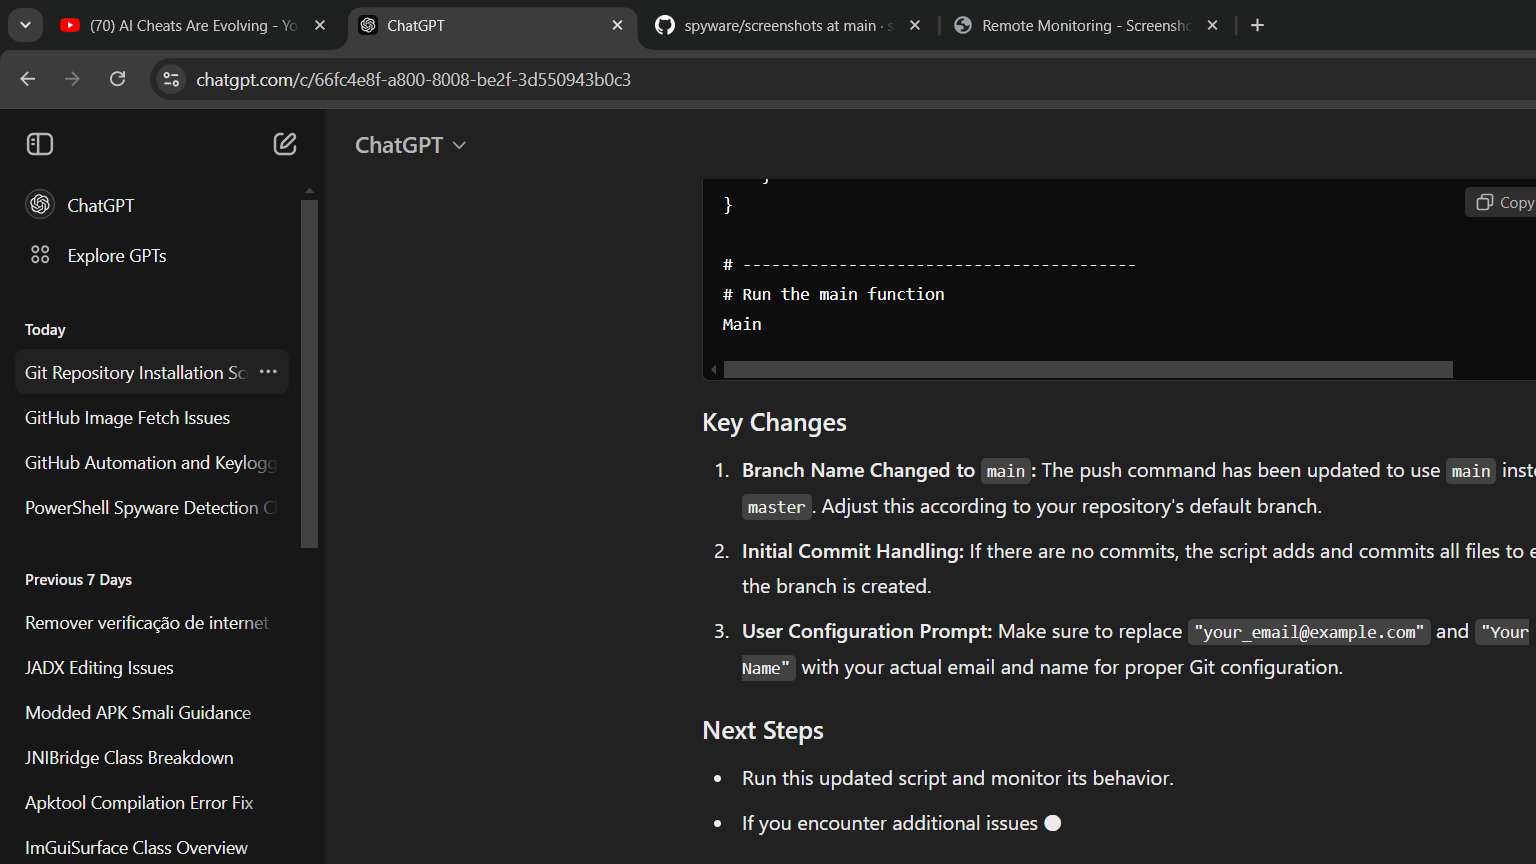 (70) AI Cheats Are Evolving - Yo
ChatGPT
spyware/screenshots at main · s
Remote Monitoring - Screensho
chatgpt.com/c/66fc4e8f-a800-8008-be2f-3d550943b0c3
ChatGPT
ChatGPT
Explore GPTs
Today
Git Repository Installation Sc
GitHub Image Fetch Issues
GitHub Automation and Keylogg
PowerShell Spyware Detection C
Previous 7 Days
Remover verificação de internet
JADX Editing Issues
Modded APK Smali Guidance
JNIBridge Class Breakdown
Apktool Compilation Error Fix
ImGuiSurface Class Overview
}
Copy
# -----------------------------------------
# Run the main function
Main
Key Changes
1. Branch Name Changed to main: The push command has been updated to use main inst
master. Adjust this according to your repository's default branch.
2. Initial Commit Handling: If there are no commits, the script adds and commits all files to e
the branch is created.
3. User Configuration Prompt: Make sure to replace "your_email@example.com" and "Your
Name" with your actual email and name for proper Git configuration.
Next Steps
• Run this updated script and monitor its behavior.
• If you encounter additional issues